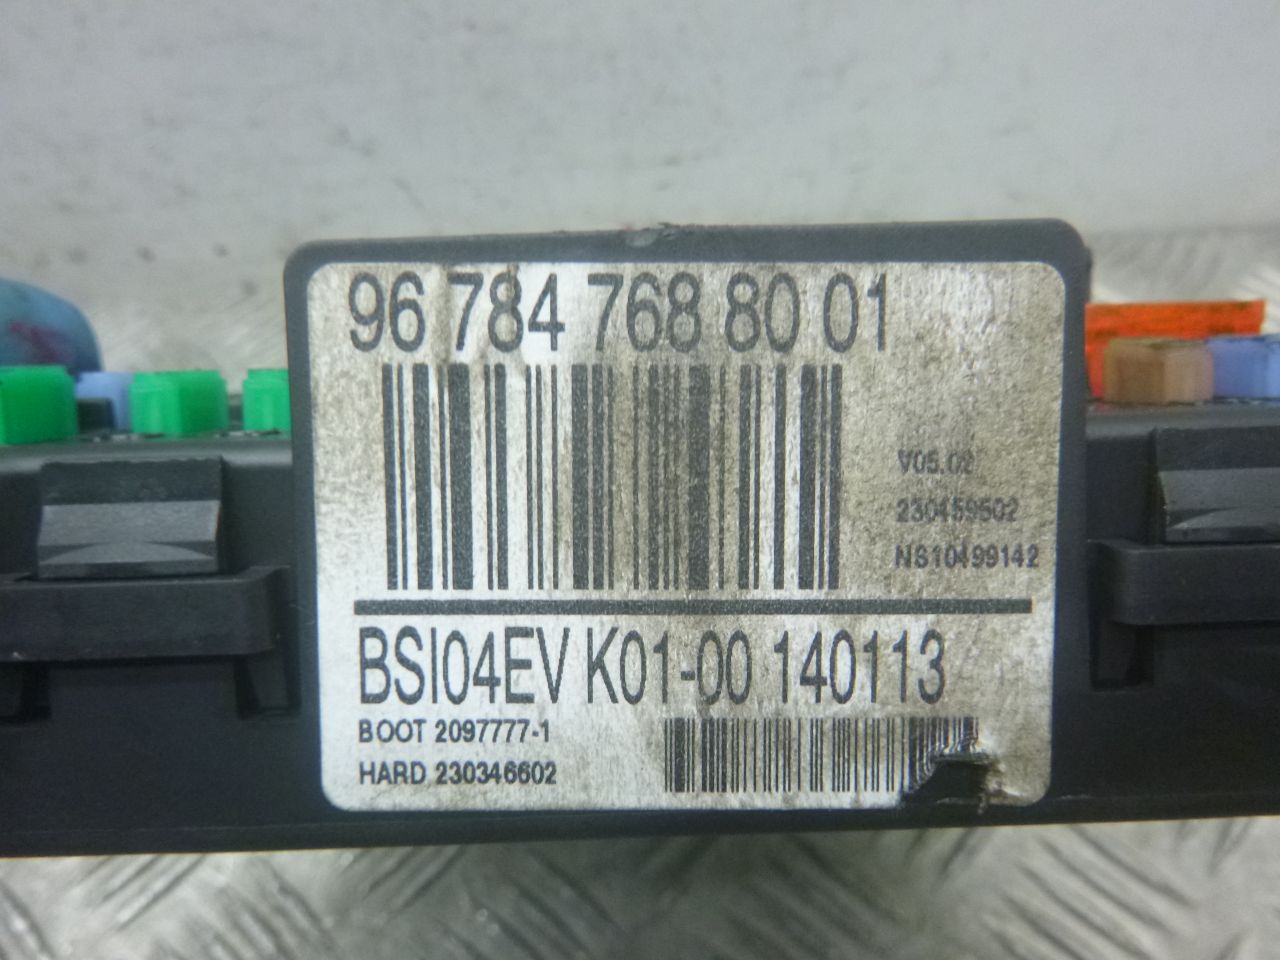 96 784 768 80 01
V05.02
230459502
NS10499142
BSI04EV K01-00 140113
BOOT 2097777-1
HARD 230346602